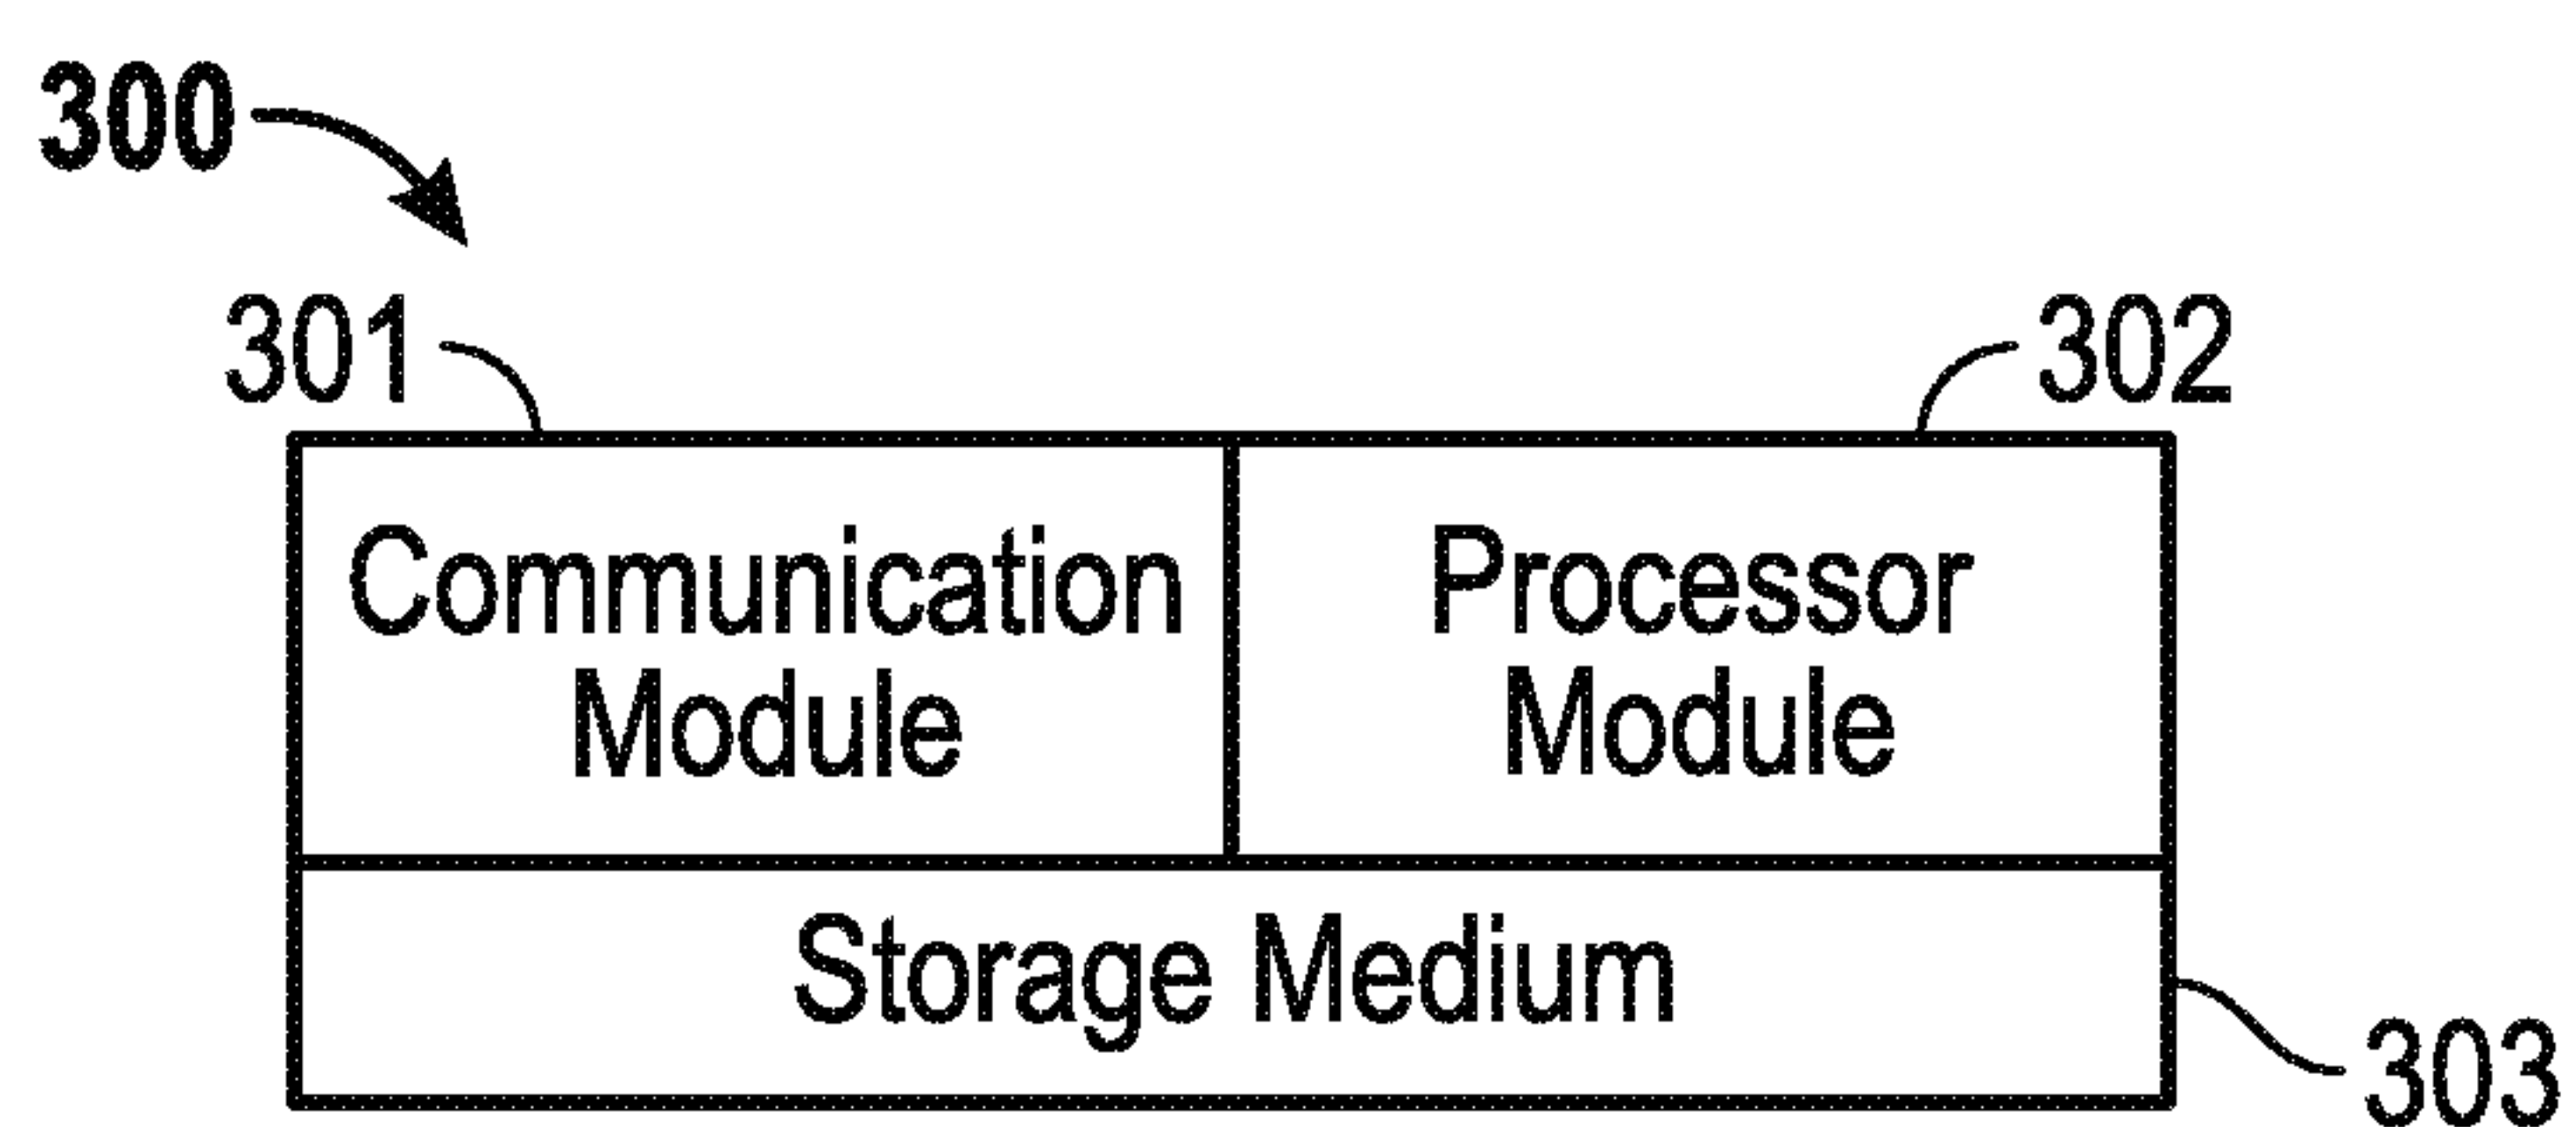 300
301
302
Communication
Module
Processor
Module
Storage Medium
303